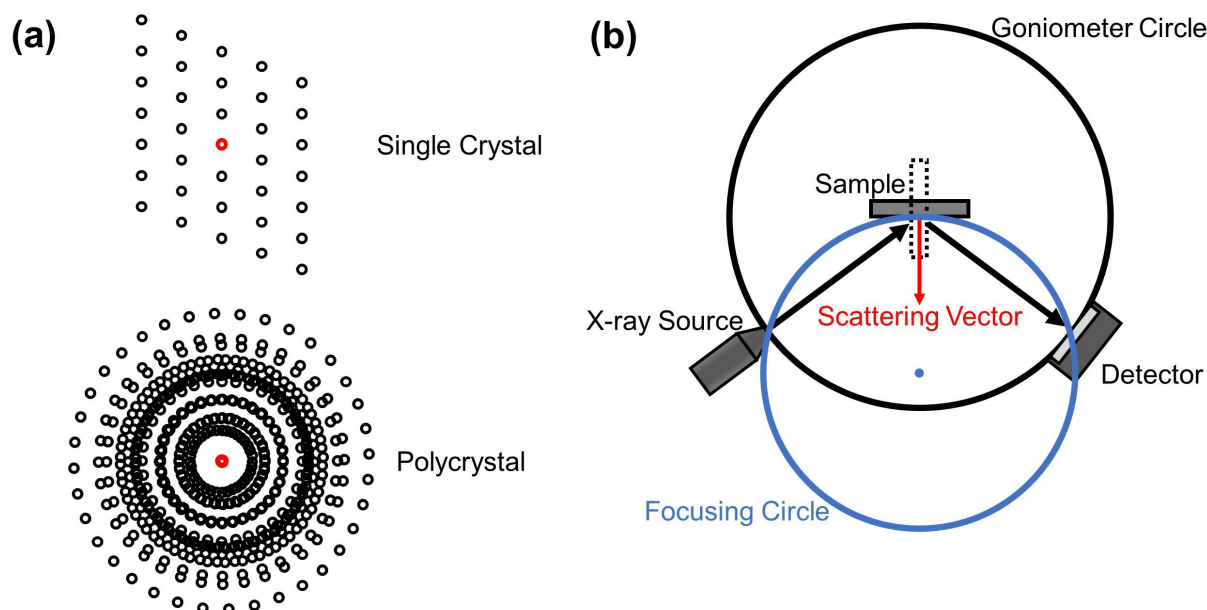 (a)
Single Crystal
Polycrystal
(b)
Goniometer Circle
Sample
X-ray Source
Scattering Vector
Detector
Focusing Circle